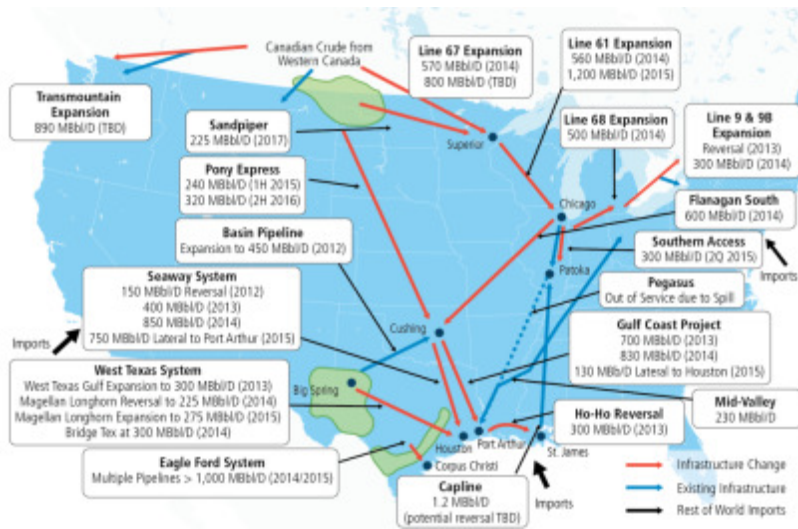 Canadian Crude from
Western Canada
Transmountain
Expansion
890 MBbl/D (TBD)
Line 67 Expansion
570 MBbl/D (2014)
800 MBbl/D (TBD)
Line 61 Expansion
560 MBbl/D (2014)
1,200 MBbl/D (2015)
Line 68 Expansion
500 MBbl/D (2014)
Line 9 & 9B
Expansion
Reversal (2013)
300 MBbl/D (2014)
Sandpiper
225 MBbl/D (2017)
Superior
Pony Express
240 MBbl/D (1H 2015)
320 MBbl/D (2H 2016)
Chicago
Flanagan South
600 MBbl/D (2014)
Basin Pipeline
Expansion to 450 MBbl/D (2012)
Southern Access
300 MBbl/D (2Q 2015)
Imports
Patoka
Seaway System
150 MBbl/D Reversal (2012)
400 MBbl/D (2013)
850 MBbl/D (2014)
750 MBbl/D Lateral to Port Arthur (2015)
Pegasus
Out of Service due to Spill
Imports
Cushing
Gulf Coast Project
700 MBbl/D (2013)
830 MBbl/D (2014)
130 MBb/D Lateral to Houston (2015)
West Texas System
West Texas Gulf Expansion to 300 MBbl/D (2013)
Magellan Longhorn Reversal to 225 MBbl/D (2014)
Magellan Longhorn Expansion to 275 MBbl/D (2015)
Bridge Tex at 300 MBbl/D (2014)
Big Spring
Mid-Valley
230 MBbl/D
Ho-Ho Reversal
300 MBbl/D (2013)
Houston
Port Arthur
St. James
Eagle Ford System
Multiple Pipelines > 1,000 MBbl/D (2014/2015)
Corpus Christi
Capline
1.2 MBbl/D
(potential reversal TBD)
Imports
Infrastructure Change
Existing Infrastructure
Rest of World Imports